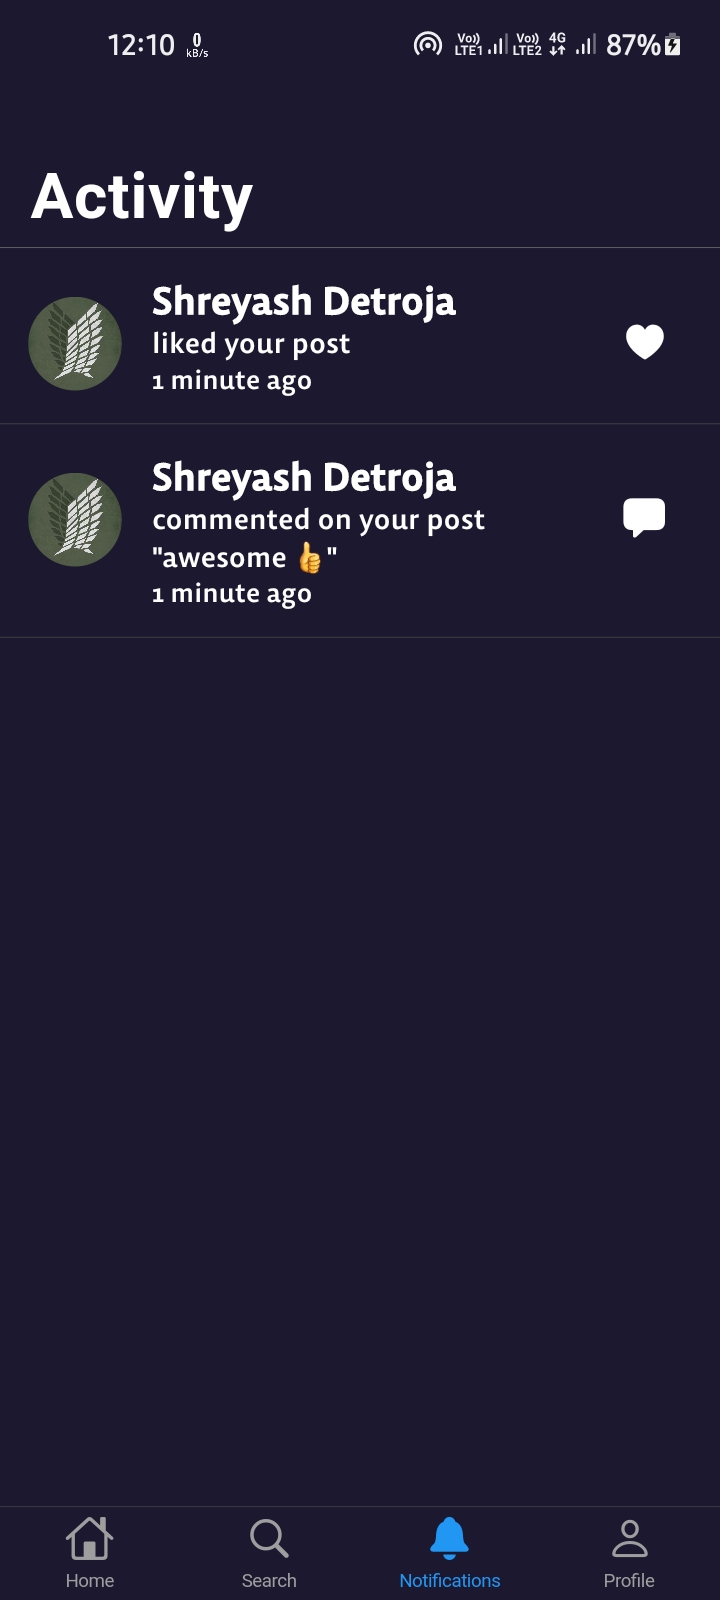 12:10 0 kB/s Vo)) LTE1 Vo)) LTE2 4G 87%
Activity
Shreyash Detroja
liked your post
1 minute ago
Shreyash Detroja
commented on your post
"awesome 👍"
1 minute ago
Home Search Notifications Profile